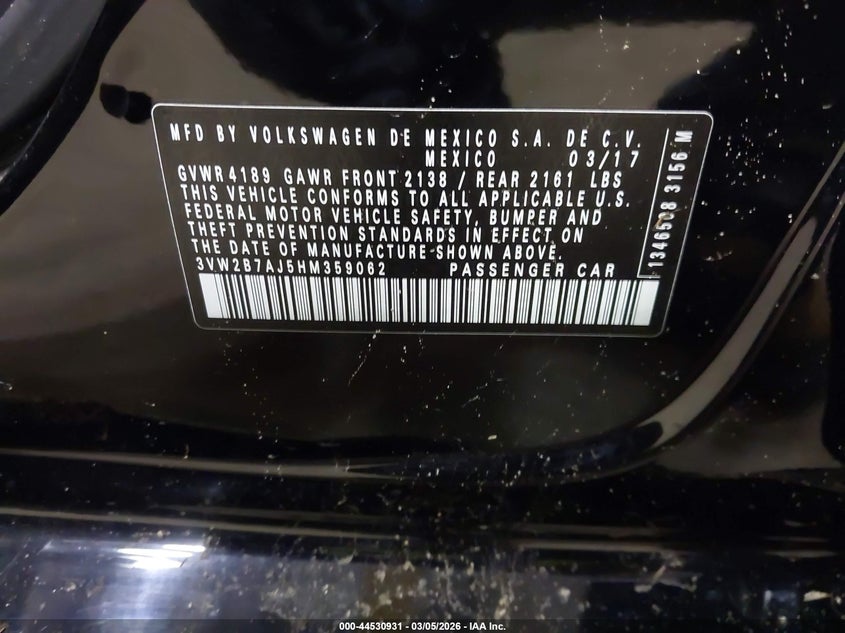 MFD BY VOLKSWAGEN DE MEXICO S.A. DE C.V.
MEXICO 03/17
GVWR 4189 GAWR FRONT 2138 / REAR 2161 LBS
THIS VEHICLE CONFORMS TO ALL APPLICABLE U.S.
FEDERAL MOTOR VEHICLE SAFETY, BUMPER AND
THEFT PREVENTION STANDARDS IN EFFECT ON
THE DATE OF MANUFACTURE SHOWN ABOVE.
3VW2B7AJ5HM359062 PASSENGER CAR
1346508 3156 M
000-44530931 - 03/05/2026 - IAA Inc.